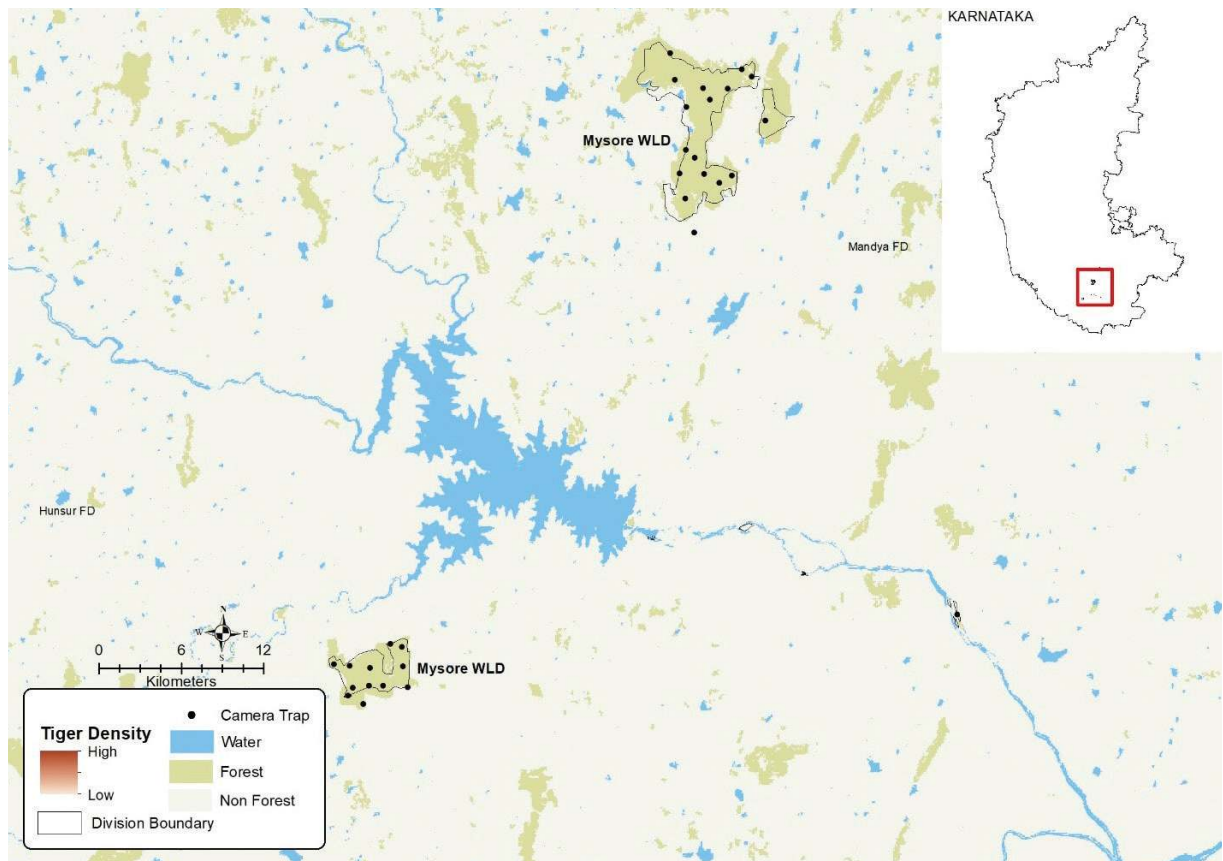 KARNATAKA
Mysore WLD
Mandya FD
Hunsur FD
N
W E
S
0 6 12
Kilometers
Mysore WLD
Tiger Density
High
Low
Division Boundary
Camera Trap
Water
Forest
Non Forest